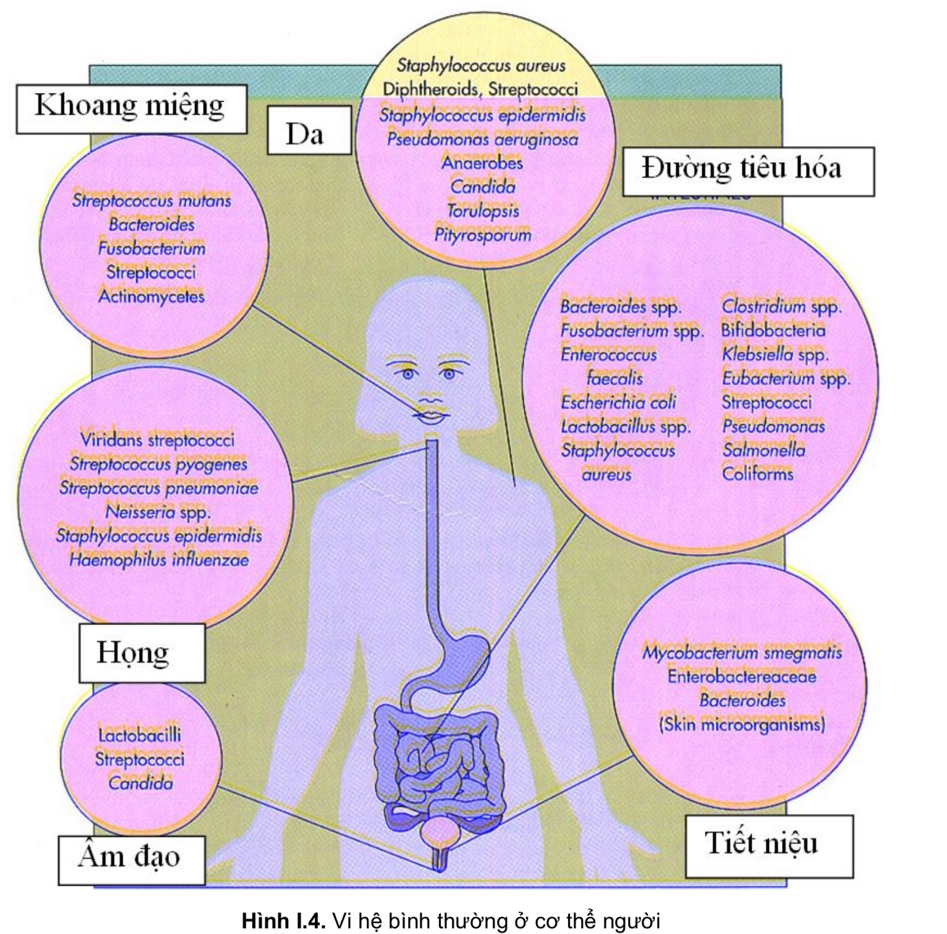 Khoang miệng
Streptococcus mutans
Bacteroides
Fusobacterium
Streptococci
Actinomycetes
Da
Staphylococcus aureus
Diphtheroids, Streptococci
Staphylococcus epidermidis
Pseudomonas aeruginosa
Anaerobes
Candida
Torulopsis
Pityrosporum
Đường tiêu hóa
Bacteroides spp.
Fusobacterium spp.
Enterococcus
faecalis
Escherichia coli
Lactobacillus spp.
Staphylococcus
aureus
Clostridium spp.
Bifidobacteria
Klebsiella spp.
Eubacterium spp.
Streptococci
Pseudomonas
Salmonella
Coliforms
Viridans streptococci
Streptococcus pyogenes
Streptococcus pneumoniae
Neisseria spp.
Staphylococcus epidermidis
Haemophilus influenzae
Họng
Lactobacilli
Streptococci
Candida
Âm đạo
Mycobacterium smegmatis
Enterobactereaceae
Bacteroides
(Skin microorganisms)
Tiết niệu
Hình I.4. Vi hệ bình thường ở cơ thể người